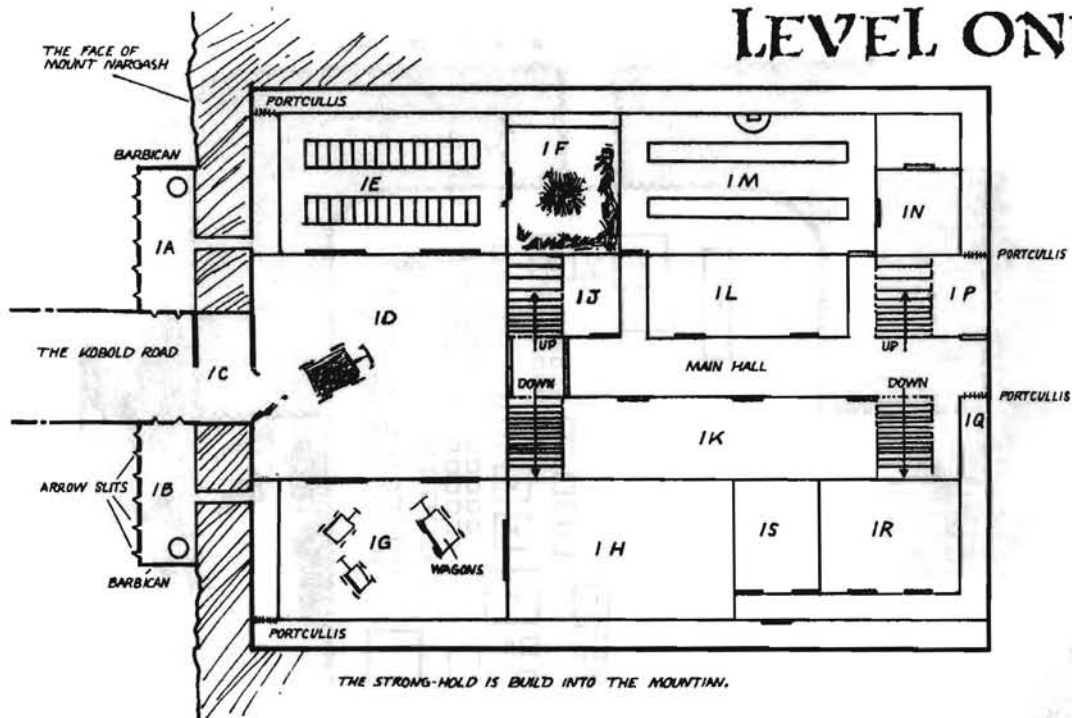 LEVEL ON
THE FACE OF
MOUNT NARGASH
PORTCULLIS
BARBICAN
1E
1F
1M
1N
1A
PORTCULLIS
1D
1J
1L
1P
THE KOBOLD ROAD
1C
UP
MAIN HALL
UP
DOWN
DOWN
PORTCULLIS
1K
1Q
ARROW SLITS
1B
1G
WAGONS
1H
1S
1R
BARBICAN
PORTCULLIS
THE STRONG-HOLD IS BUILD INTO THE MOUNTIAN.